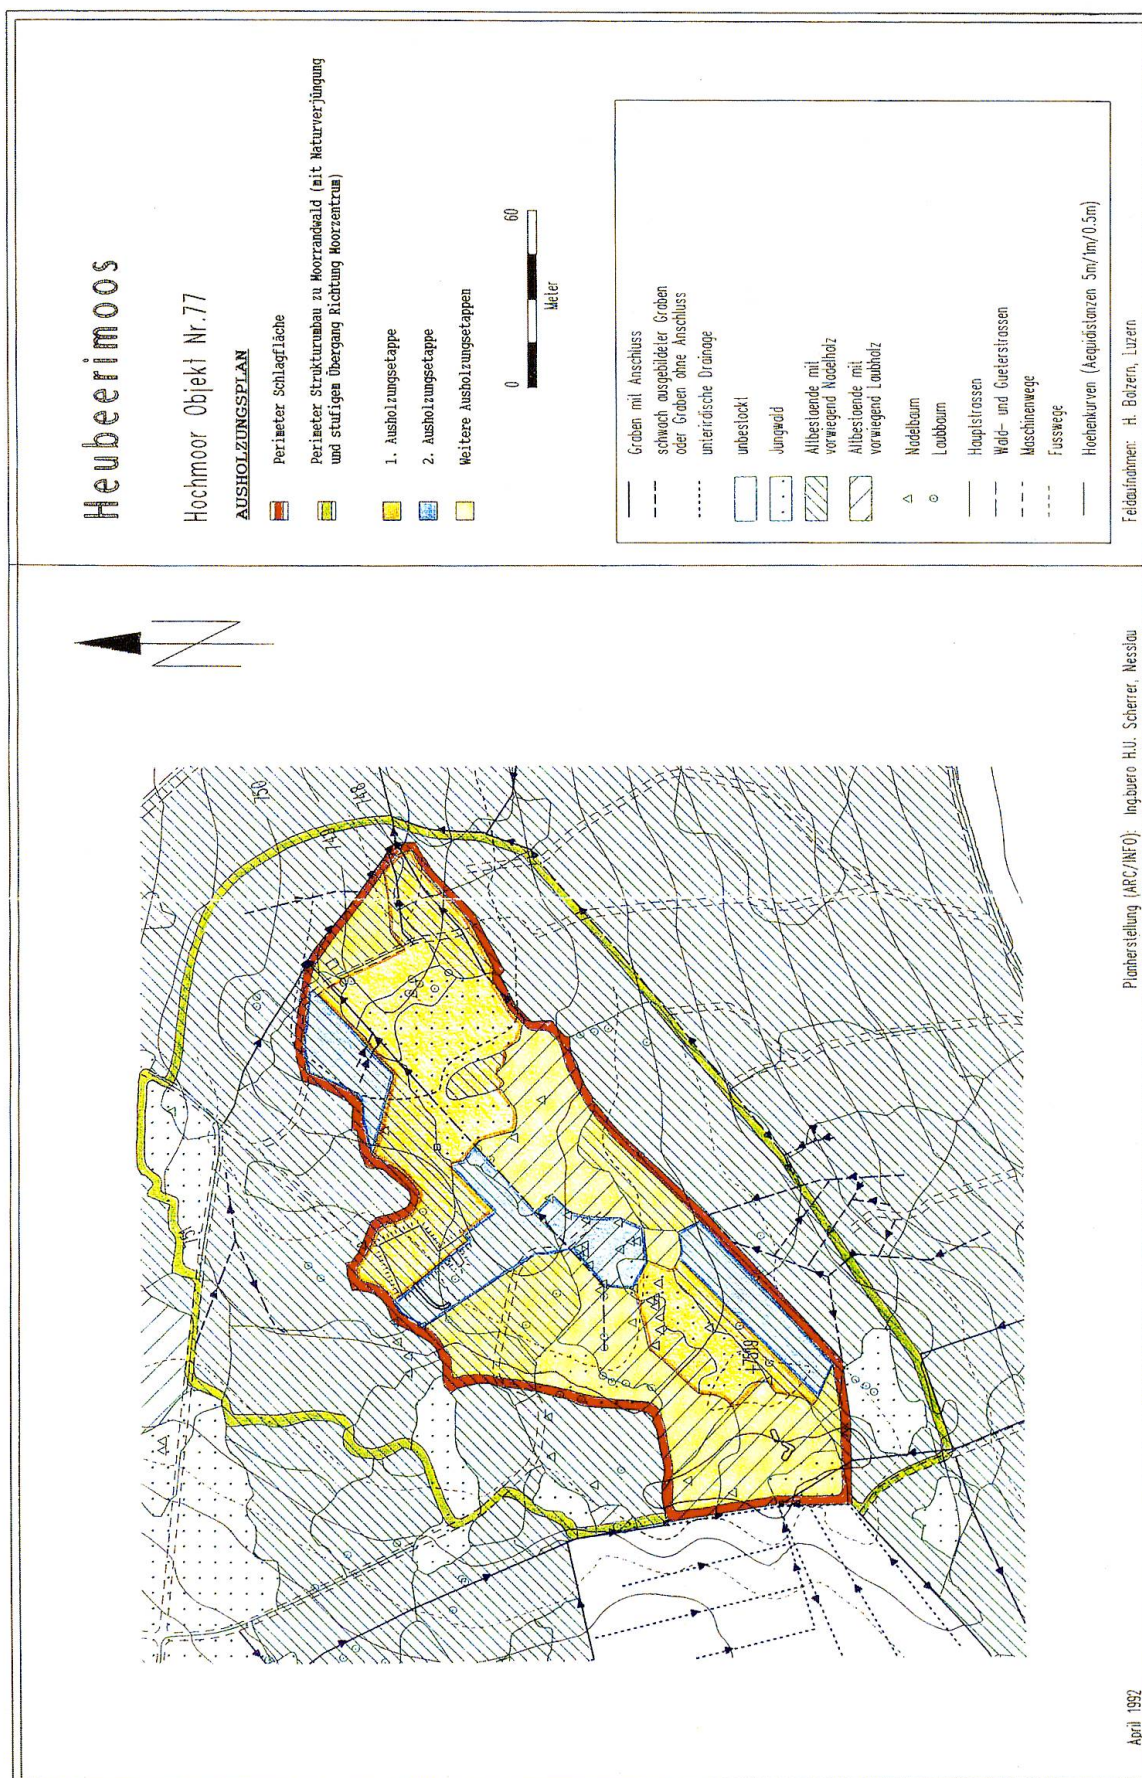 Heubeerimoos
Hochmoor Objekt Nr.77
AUSHOLZUNGSPLAN
Perimeter Schlagfläche
Perimeter Strukturumbau zu Moorrandwald (mit Naturverjüngung
und stufigem Übergang Richtung Moorzentrum)
1. Ausholzungsetappe
2. Ausholzungsetappe
Weitere Ausholzungsetappen
0
60
Meter
Graben mit Anschluss
schwach ausgebildeter Graben
oder Graben ohne Anschluss
unterirdische Drainage
unbestockt
Jungwald
Altbestaende mit
vorwiegend Nadelholz
Altbestaende mit
vorwiegend Laubholz
Nadelbaum
Laubbaum
Hauptstrassen
Wald- und Gueterstrassen
Maschinenwege
Fusswege
Hoehenkurven (Aequidistanzen 5m/1m/0.5m)
Feldaufnahmen: H. Bolzern, Luzern
N
750
748
749
751
Planherstellung (ARC/INFO): Ing.buero H.U. Scherrer, Nesslau
April 1992